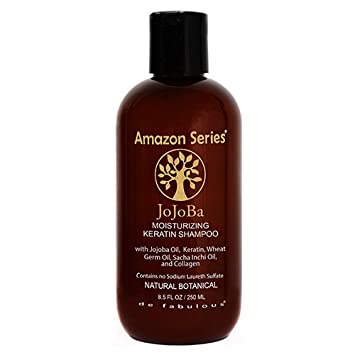 Amazon Series®
JoJoBa
MOISTURIZING
KERATIN SHAMPOO
with Jojoba Oil, Keratin, Wheat
Germ Oil, Sacha Inchi Oil,
and Collagen
Contains no Sodium Laureth Sulfate
NATURAL BOTANICAL
8.5 FL OZ / 250 ML
de fabulous®